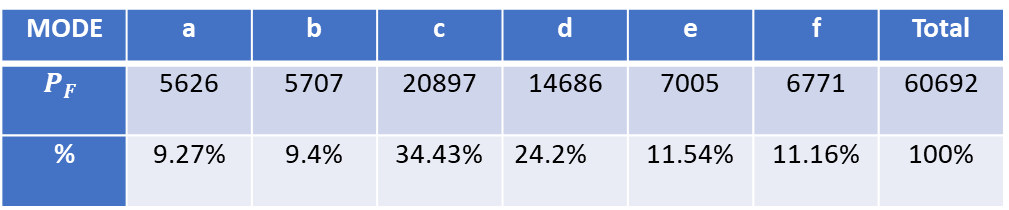 MODE a b c d e f Total
P_F 5626 5707 20897 14686 7005 6771 60692
% 9.27% 9.4% 34.43% 24.2% 11.54% 11.16% 100%